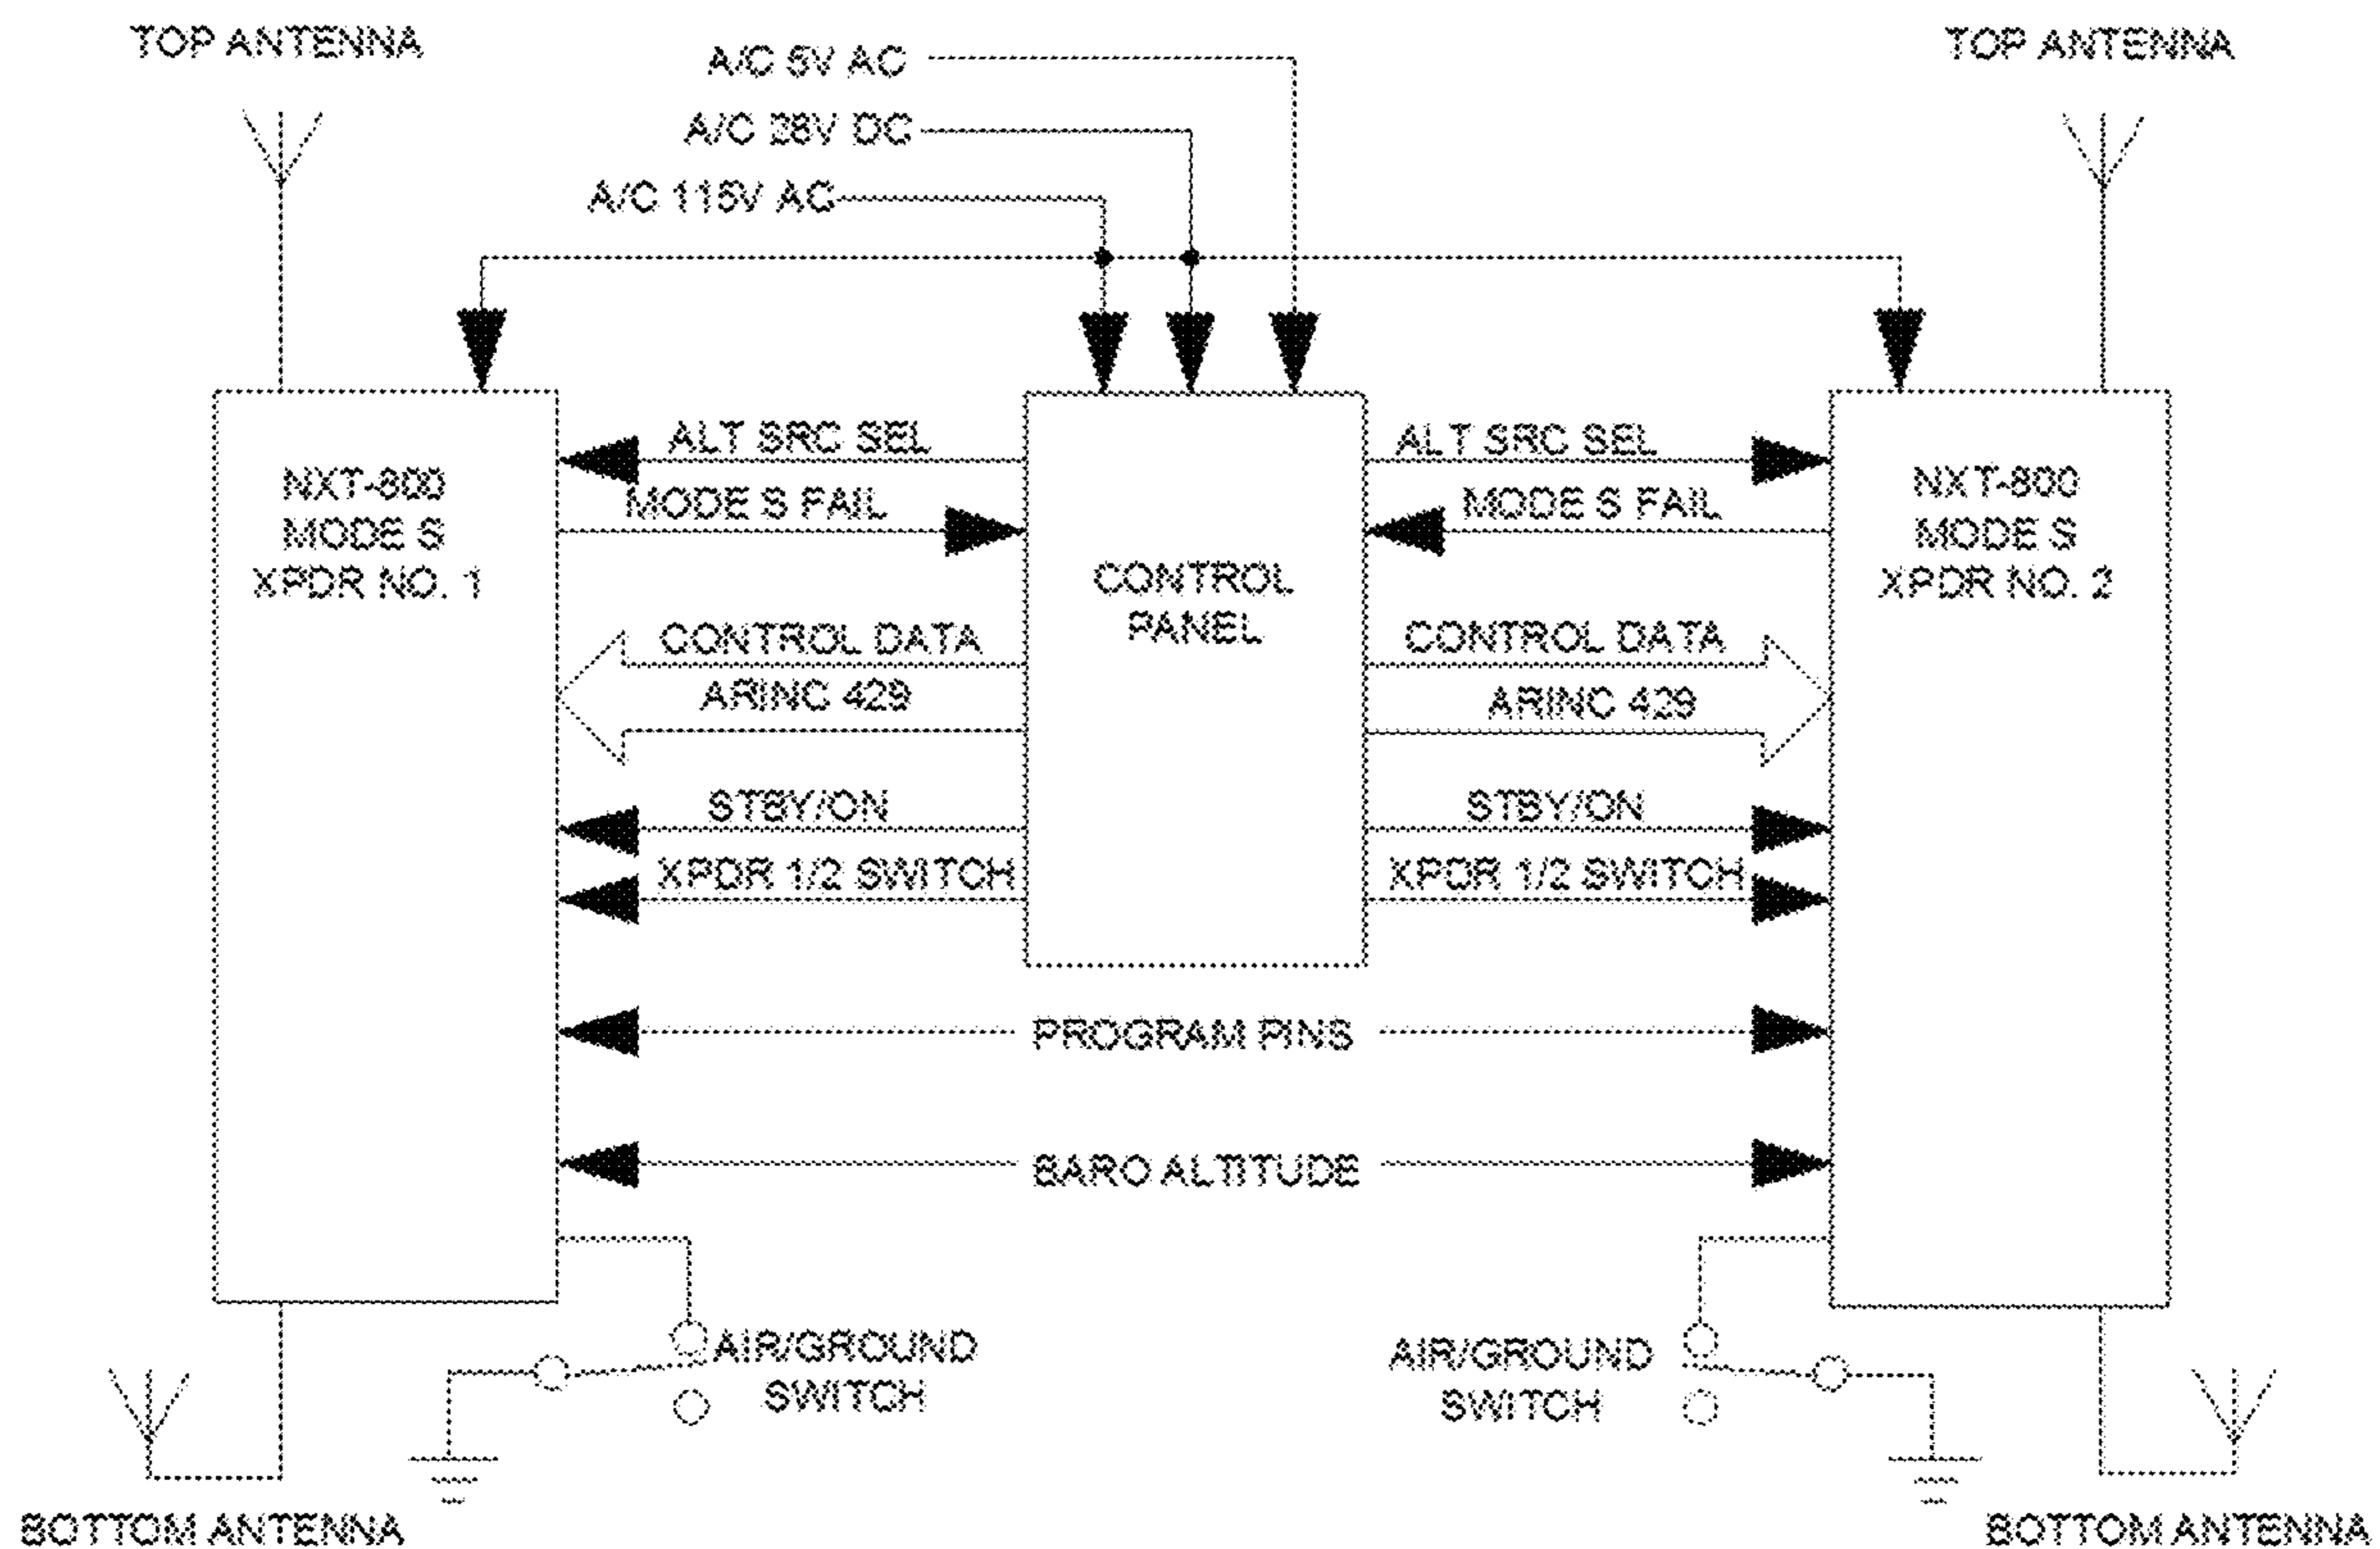 TOP ANTENNA
TOP ANTENNA
A/C 5V AC
A/C 28V DC
A/C 115V AC
ALT SRC SEL
ALT SRC SEL
NXT-800
MODE S
XPDR NO. 1
MODE S FAIL
MODE S FAIL
NXT-800
MODE S
XPDR NO. 2
CONTROL
PANEL
CONTROL DATA
CONTROL DATA
ARINC 429
ARINC 429
STBY/ON
STBY/ON
XPDR 1/2 SWITCH
XPDR 1/2 SWITCH
PROGRAM PINS
BARO ALTITUDE
AIR/GROUND
SWITCH
AIR/GROUND
SWITCH
BOTTOM ANTENNA
BOTTOM ANTENNA